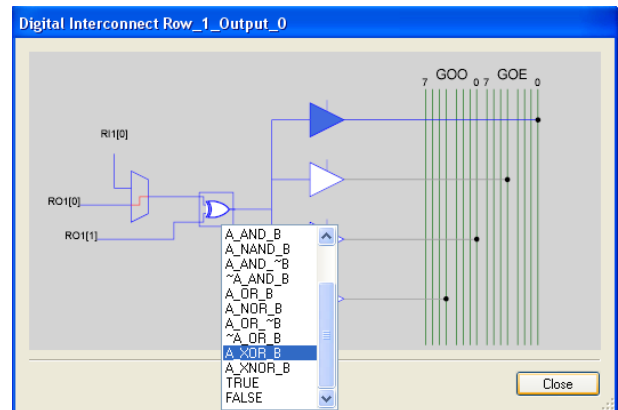 Digital Interconnect Row_1_Output_0
7 GOO 0 7 GOE 0
RI1[0]
RO1[0]
RO1[1]
A_AND_B
A_NAND_B
A_AND_~B
~A_AND_B
A_OR_B
A_NOR_B
A_OR_~B
~A_OR_B
A_XOR_B
A_XNOR_B
TRUE
FALSE
Close